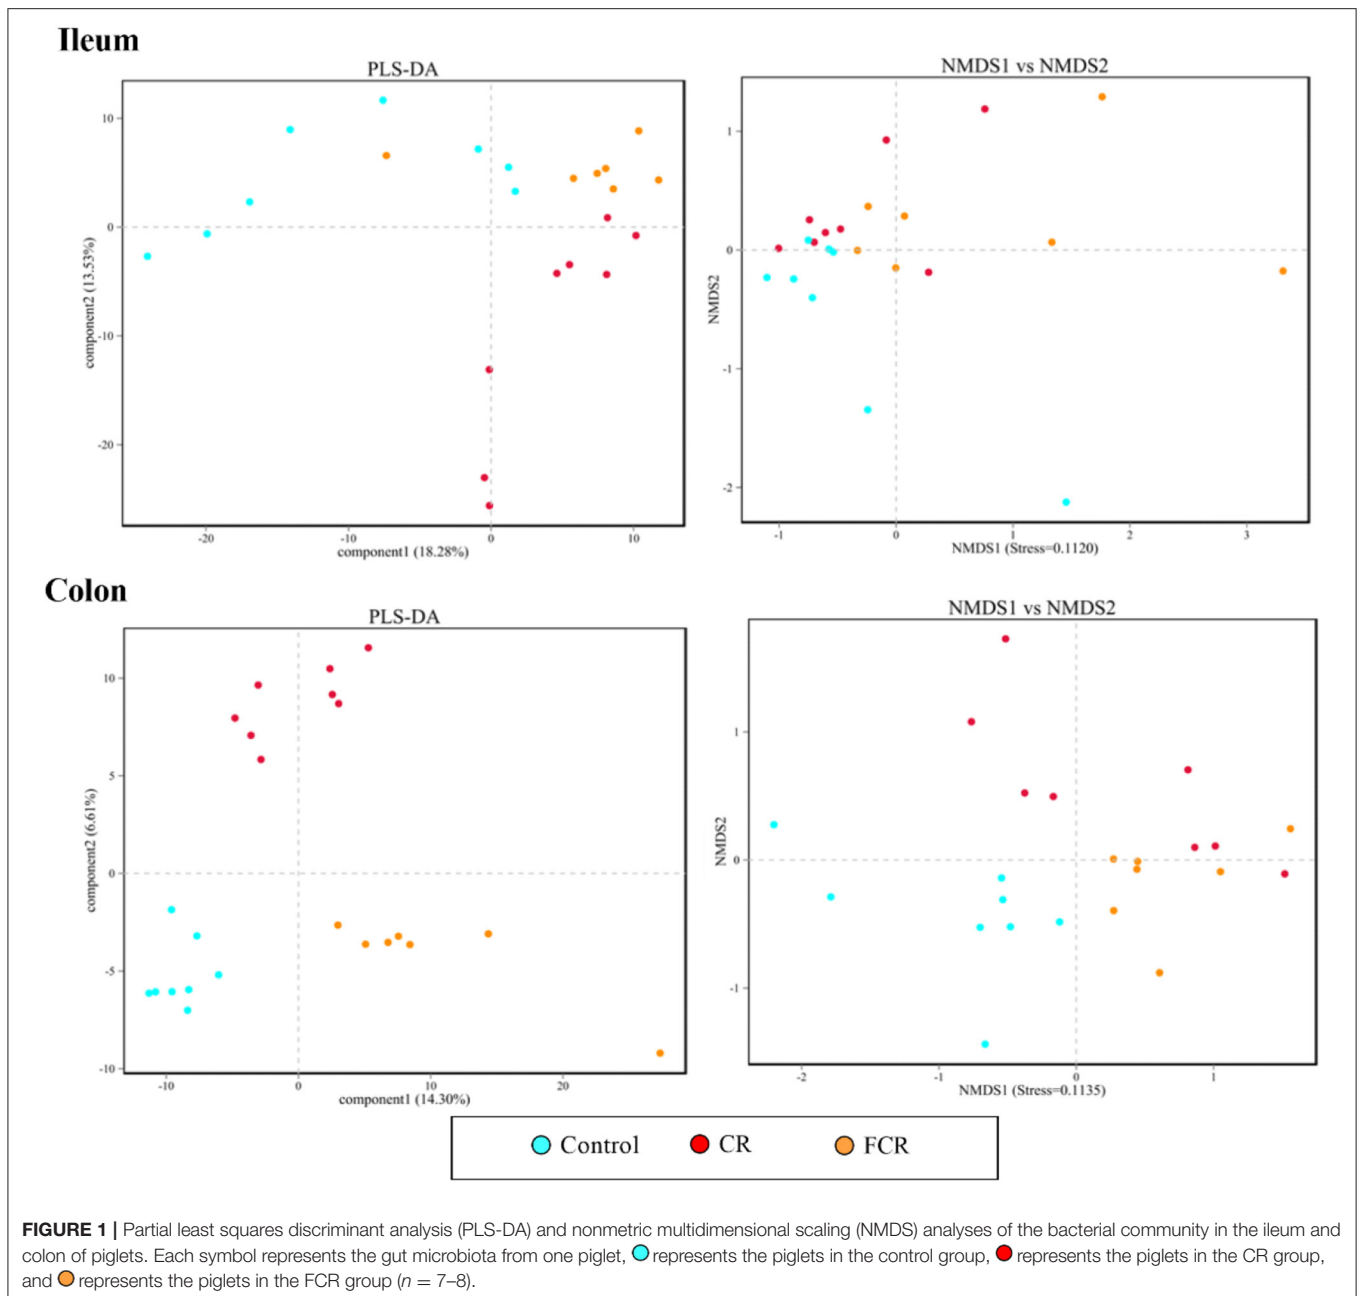 Ileum
PLS-DA
10
0
-10
-20
component2 (13.53%)
-20
-10
0
10
component1 (18.28%)
NMDS1 vs NMDS2
1
0
-1
-2
NMDS2
-1
0
1
2
3
NMDS1 (Stress=0.1120)
Colon
PLS-DA
10
5
0
-5
-10
component2 (6.61%)
-10
0
10
20
component1 (14.30%)
NMDS1 vs NMDS2
1
0
-1
NMDS2
-2
-1
0
1
NMDS1 (Stress=0.1135)
Control
CR
FCR
FIGURE 1 | Partial least squares discriminant analysis (PLS-DA) and nonmetric multidimensional scaling (NMDS) analyses of the bacterial community in the ileum and
colon of piglets. Each symbol represents the gut microbiota from one piglet, represents the piglets in the control group, represents the piglets in the CR group,
and represents the piglets in the FCR group (n = 7–8).